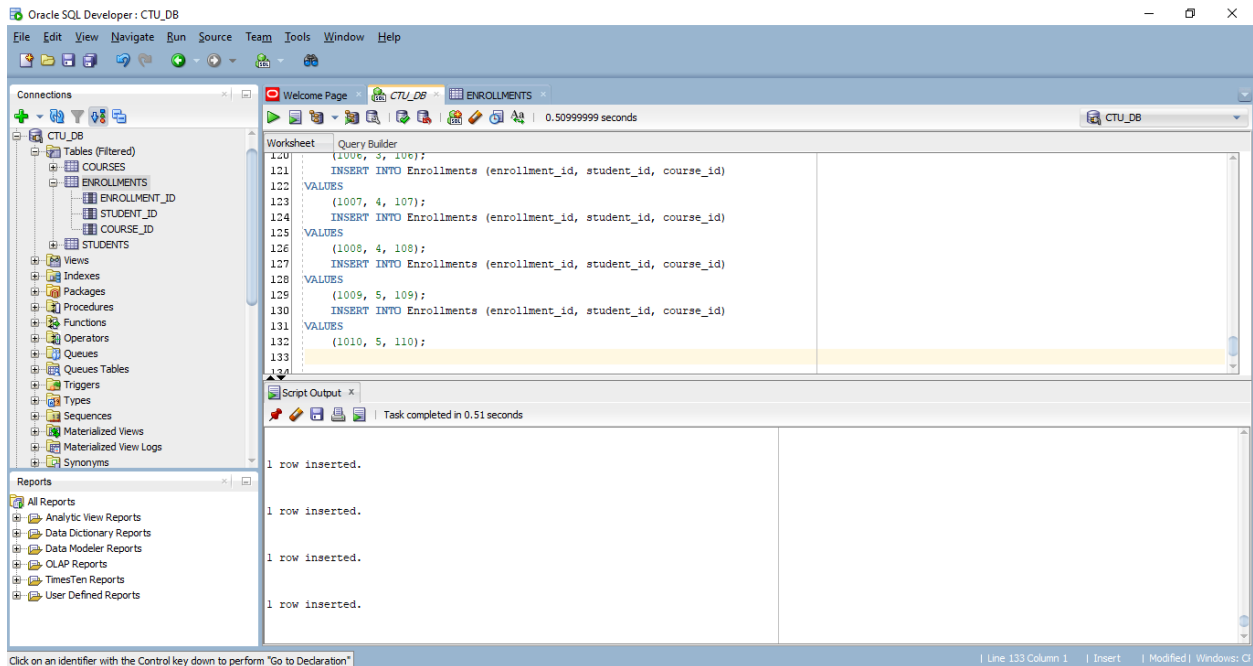 Oracle SQL Developer : CTU_DB
File Edit View Navigate Run Source Team Tools Window Help
Connections
CTU_DB
Tables (Filtered)
COURSES
ENROLLMENTS
ENROLLMENT_ID
STUDENT_ID
COURSE_ID
STUDENTS
Views
Indexes
Packages
Procedures
Functions
Operators
Queues
Queues Tables
Triggers
Types
Sequences
Materialized Views
Materialized View Logs
Synonyms
Reports
All Reports
Analytic View Reports
Data Dictionary Reports
Data Modeler Reports
OLAP Reports
TimesTen Reports
User Defined Reports
Welcome Page CTU_DB ENROLLMENTS
0.50999999 seconds CTU_DB
Worksheet Query Builder
120 (1006, 3, 106);
121 INSERT INTO Enrollments (enrollment_id, student_id, course_id)
122 VALUES
123 (1007, 4, 107);
124 INSERT INTO Enrollments (enrollment_id, student_id, course_id)
125 VALUES
126 (1008, 4, 108);
127 INSERT INTO Enrollments (enrollment_id, student_id, course_id)
128 VALUES
129 (1009, 5, 109);
130 INSERT INTO Enrollments (enrollment_id, student_id, course_id)
131 VALUES
132 (1010, 5, 110);
133
134
Script Output
Task completed in 0.51 seconds
1 row inserted.
1 row inserted.
1 row inserted.
1 row inserted.
Click on an identifier with the Control key down to perform "Go to Declaration"
| Line 133 Column 1 | Insert | Modified | Windows: C